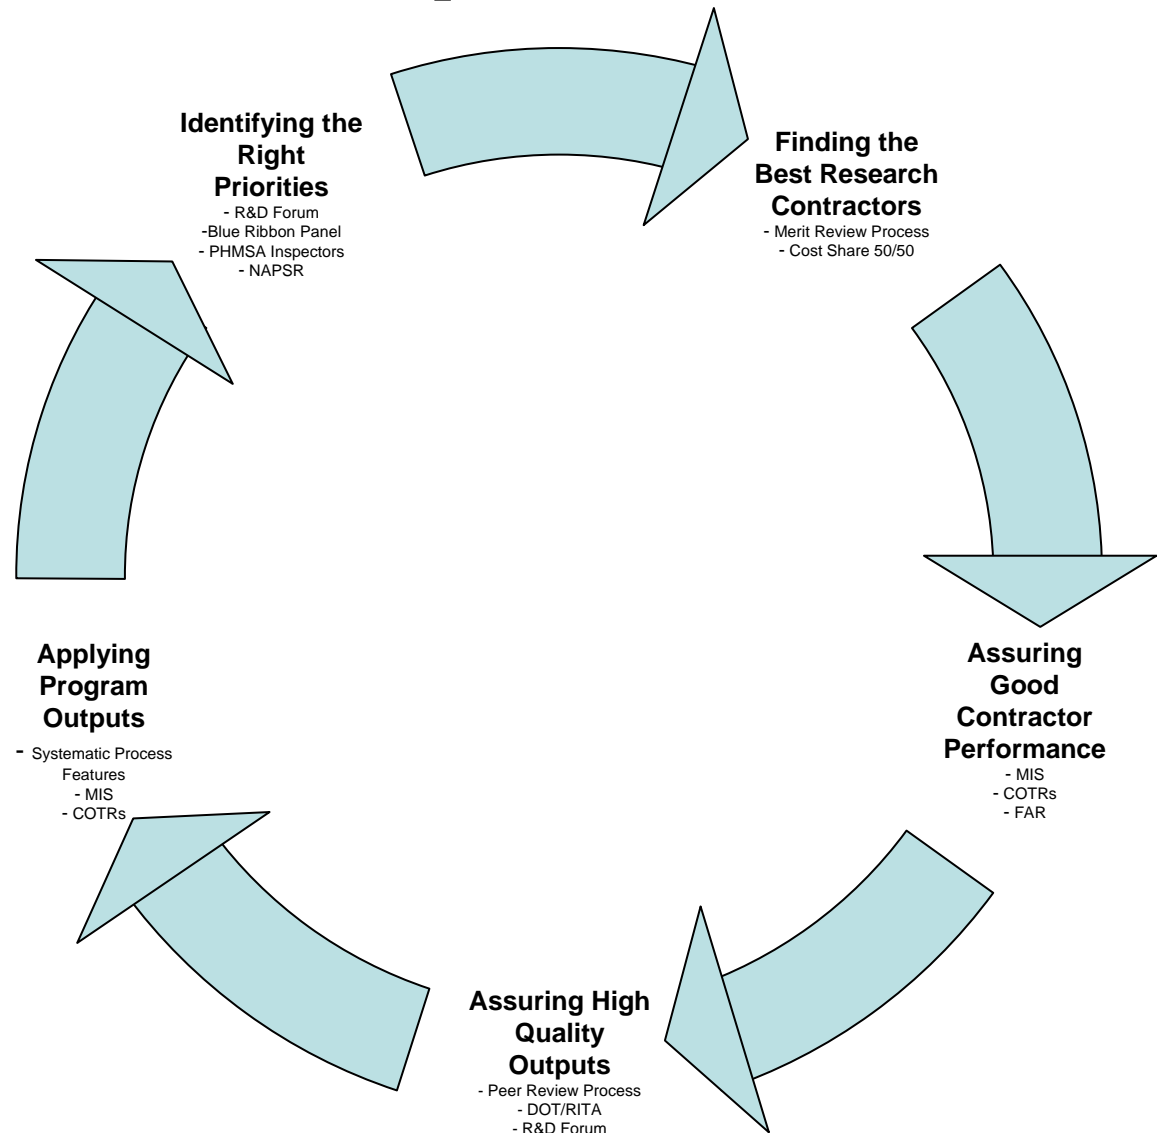 Identifying the
Right
Priorities
- R&D Forum
-Blue Ribbon Panel
- PHMSA Inspectors
- NAPSR
Finding the
Best Research
Contractors
- Merit Review Process
- Cost Share 50/50
Assuring
Good
Contractor
Performance
- MIS
- COTRs
- FAR
Assuring High
Quality
Outputs
- Peer Review Process
- DOT/RITA
- R&D Forum
Applying
Program
Outputs
- Systematic Process
Features
- MIS
- COTRs